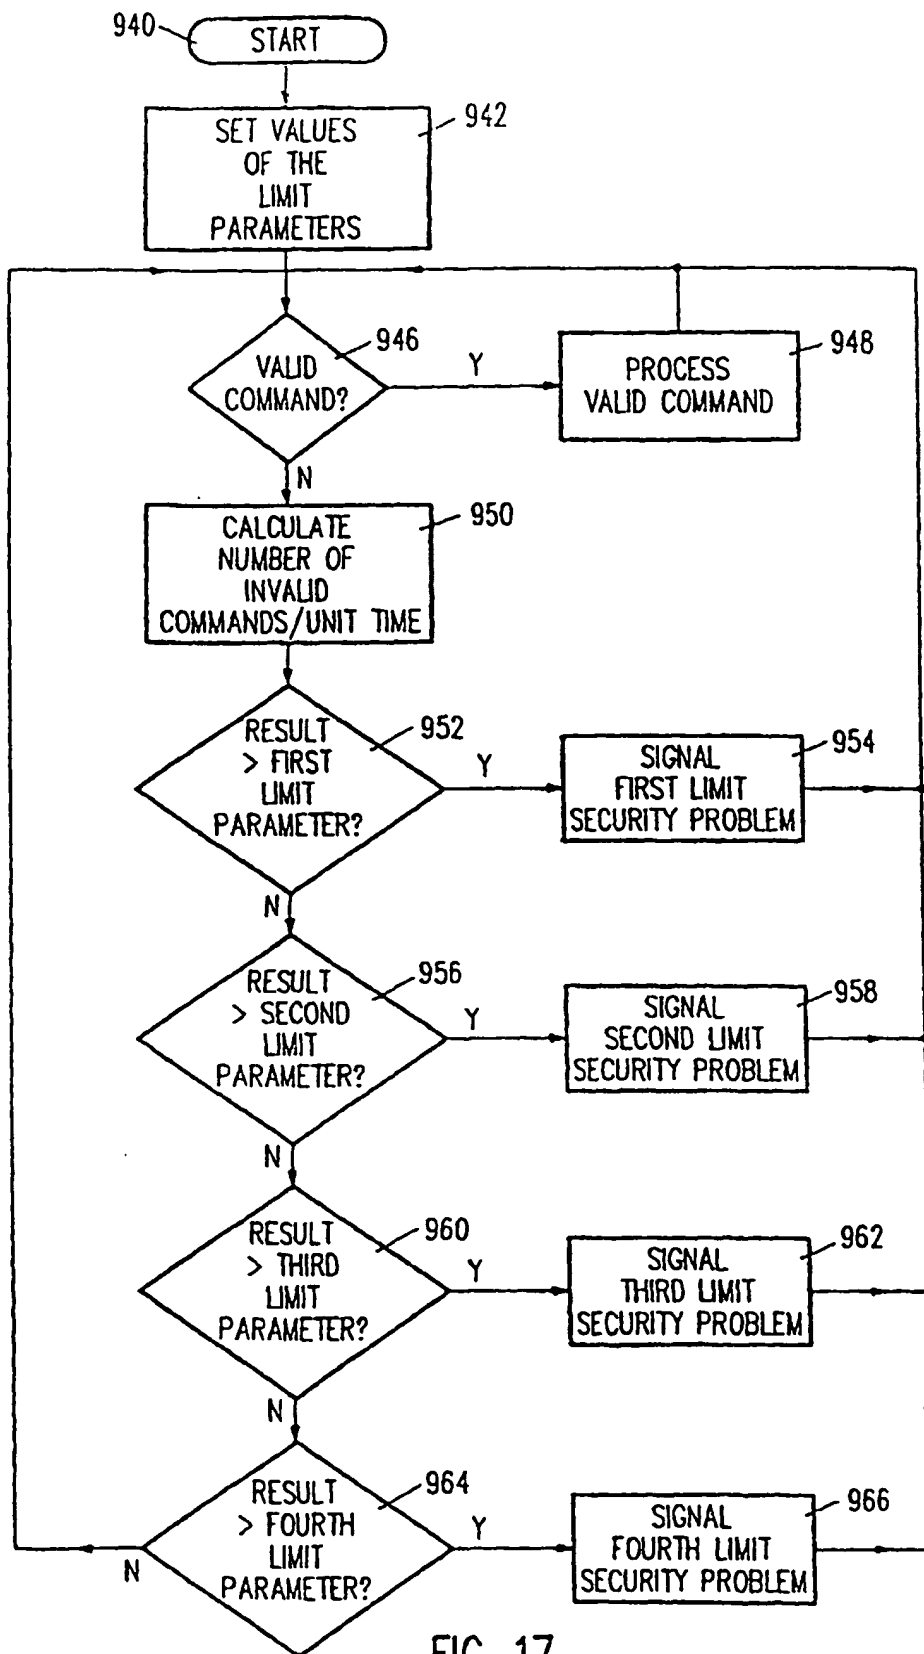 940
START
SET VALUES
OF THE
LIMIT
PARAMETERS
942
VALID
COMMAND?
946
Y
PROCESS
VALID COMMAND
948
N
CALCULATE
NUMBER OF
INVALID
COMMANDS/UNIT TIME
950
RESULT
> FIRST
LIMIT
PARAMETER?
952
Y
SIGNAL
FIRST LIMIT
SECURITY PROBLEM
954
N
RESULT
> SECOND
LIMIT
PARAMETER?
956
Y
SIGNAL
SECOND LIMIT
SECURITY PROBLEM
958
N
RESULT
> THIRD
LIMIT
PARAMETER?
960
Y
SIGNAL
THIRD LIMIT
SECURITY PROBLEM
962
N
RESULT
> FOURTH
LIMIT
PARAMETER?
964
Y
SIGNAL
FOURTH LIMIT
SECURITY PROBLEM
966
N
FIG. 17